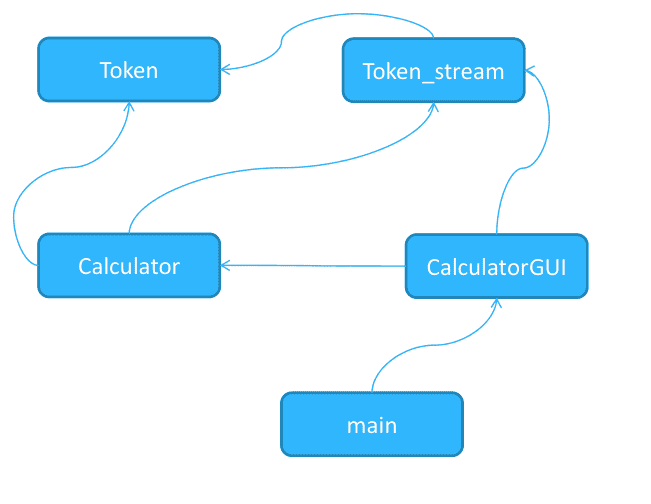 Token
Token_stream
Calculator
CalculatorGUI
main